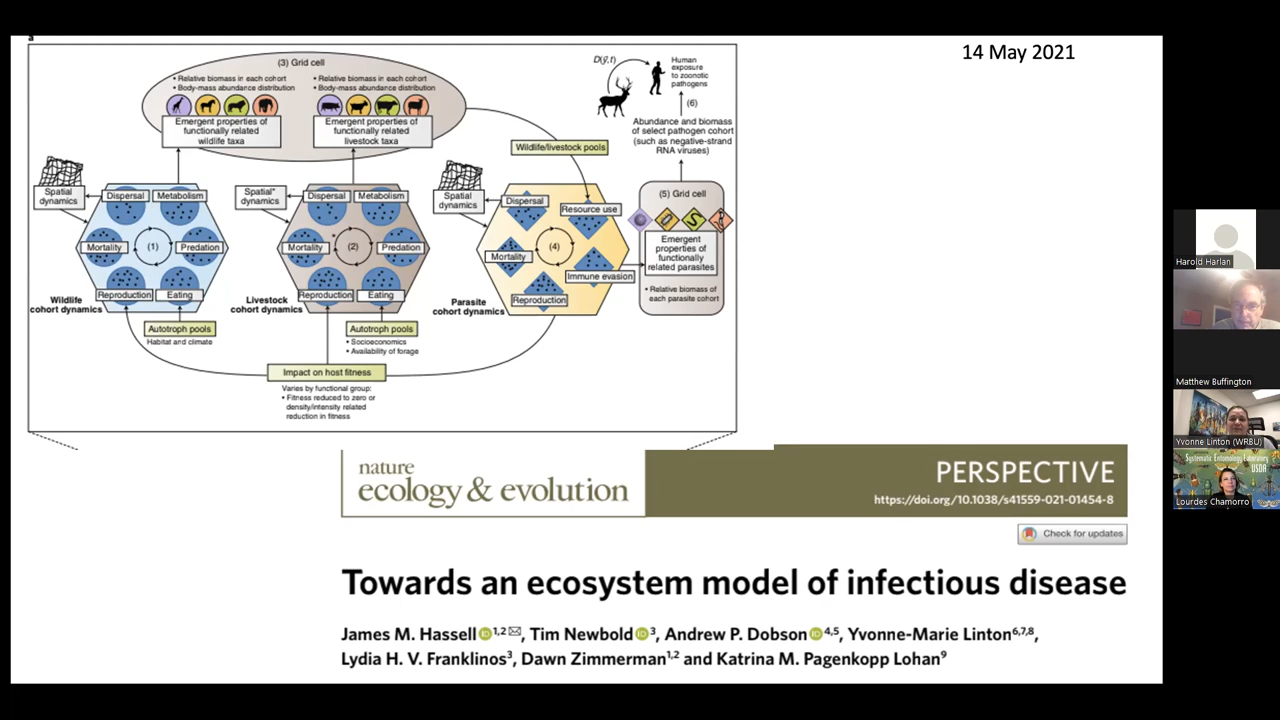 a
14 May 2021
(3) Grid cell
• Relative biomass in each cohort
• Body-mass abundance distribution
• Relative biomass in each cohort
• Body-mass abundance distribution
Emergent properties of
functionally related
wildlife taxa
Emergent properties of
functionally related
livestock taxa
D(ŷ,t)
Human
exposure
to zoonotic
pathogens
(6)
Abundance and biomass
of select pathogen cohort
(such as negative-strand
RNA viruses)
Wildlife/livestock pools
Spatial
dynamics
Dispersal
Metabolism
Mortality
(1)
Predation
Reproduction
Eating
Wildlife
cohort dynamics
Autotroph pools
Habitat and climate
Spatial*
dynamics
Dispersal
Metabolism
Mortality
(2)
Predation
Reproduction
Eating
Livestock
cohort dynamics
Autotroph pools
• Socioeconomics
• Availability of forage
Spatial
dynamics
Dispersal
Resource use
Mortality
(4)
Immune evasion
Reproduction
Parasite
cohort dynamics
(5) Grid cell
Emergent
properties of
functionally
related parasites
• Relative biomass of
each parasite cohort
Impact on host fitness
Varies by functional group:
• Fitness reduced to zero or
density/intensity related
reduction in fitness
nature
ecology & evolution
PERSPECTIVE
https://doi.org/10.1038/s41559-021-01454-8
Check for updates
Towards an ecosystem model of infectious disease
James M. Hassell 1,2, Tim Newbold 3, Andrew P. Dobson 4,5, Yvonne-Marie Linton6,7,8,
Lydia H. V. Franklinos3, Dawn Zimmerman1,2 and Katrina M. Pagenkopp Lohan9
Harold Harlan
Matthew Buffington
Yvonne Linton (WRBU)
Systematic Entomology Laboratory
USDA
Lourdes Chamorro